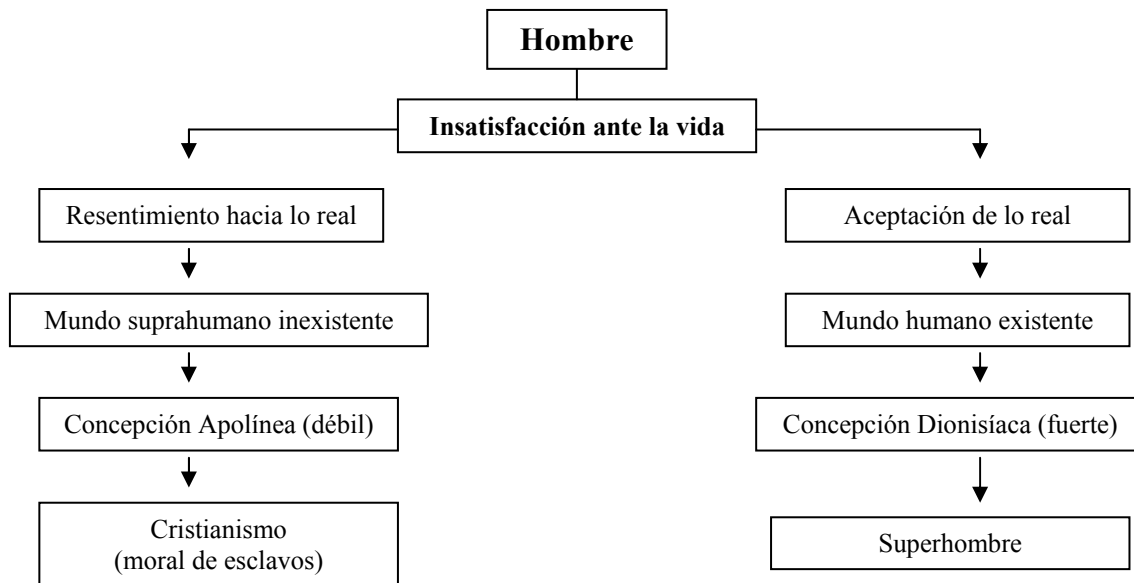 Hombre
Insatisfacción ante la vida
Resentimiento hacia lo real
Aceptación de lo real
Mundo suprahumano inexistente
Mundo humano existente
Concepción Apolínea (débil)
Concepción Dionisíaca (fuerte)
Cristianismo
(moral de esclavos)
Superhombre